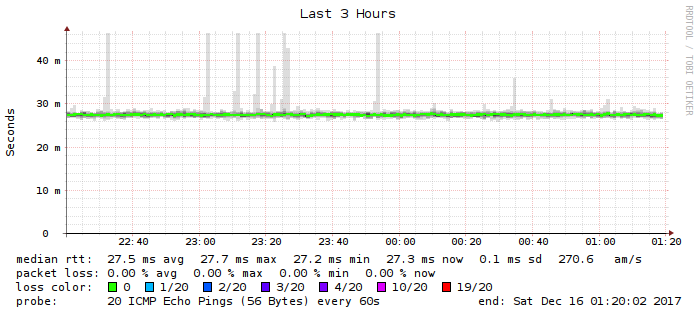 Last 3 Hours
RRDTOOL / TOBI OETIKER
Seconds
40 m
30 m
20 m
10 m
0
22:40 23:00 23:20 23:40 00:00 00:20 00:40 01:00 01:20
median rtt: 27.5 ms avg 27.7 ms max 27.2 ms min 27.3 ms now 0.1 ms sd 270.6 am/s
packet loss: 0.00 % avg 0.00 % max 0.00 % min 0.00 % now
loss color: 0 1/20 2/20 3/20 4/20 10/20 19/20
probe: 20 ICMP Echo Pings (56 Bytes) every 60s end: Sat Dec 16 01:20:02 2017